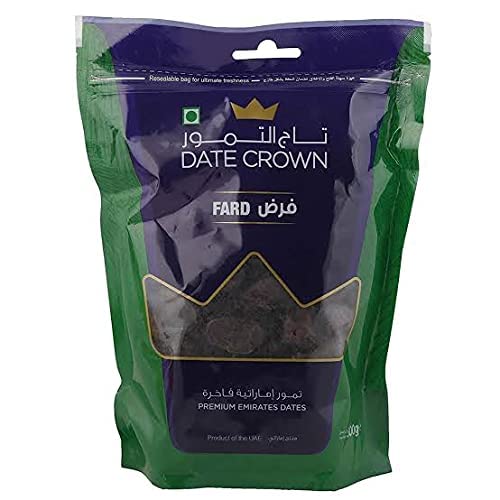 Resealable bag for ultimate freshness
تاج التمور
DATE CROWN
FARD فرض
تمور إماراتية فاخرة
PREMIUM EMIRATES DATES
Product of the UAE